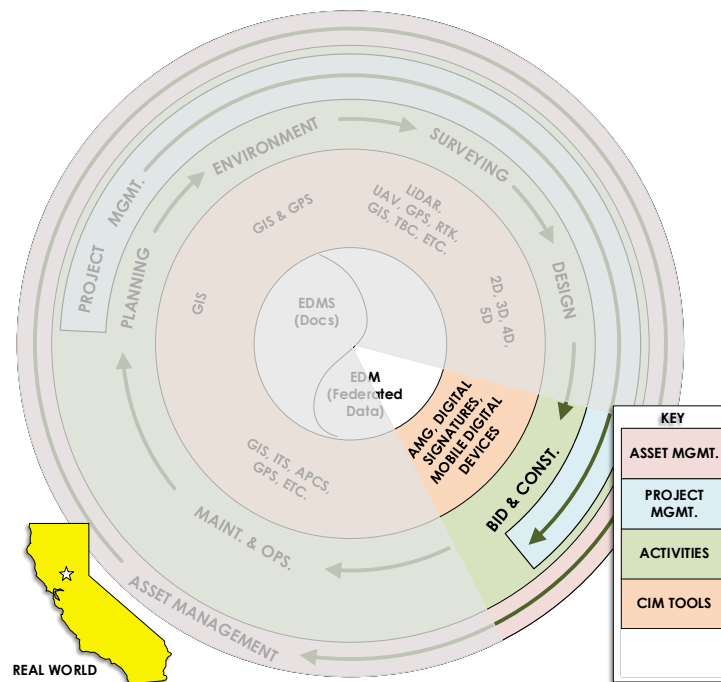 PROJECT MGMT.
PLANNING
ENVIRONMENT
SURVEYING
DESIGN
BID & CONST.
MAINT. & OPS.
ASSET MANAGEMENT
GIS
GIS & GPS
LiDAR,
UAV, GPS, RTK,
GIS, TBC, ETC.
2D, 3D, 4D,
5D
AMG, DIGITAL
SIGNATURES,
MOBILE DIGITAL
DEVICES
GIS, ITS, APCS,
GPS, ETC.
EDMS
(Docs)
EDM
(Federated
Data)
REAL WORLD
KEY
ASSET MGMT.
PROJECT
MGMT.
ACTIVITIES
CIM TOOLS